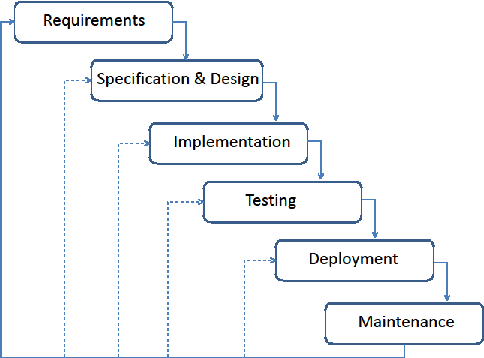 Requirements
Specification & Design
Implementation
Testing
Deployment
Maintenance